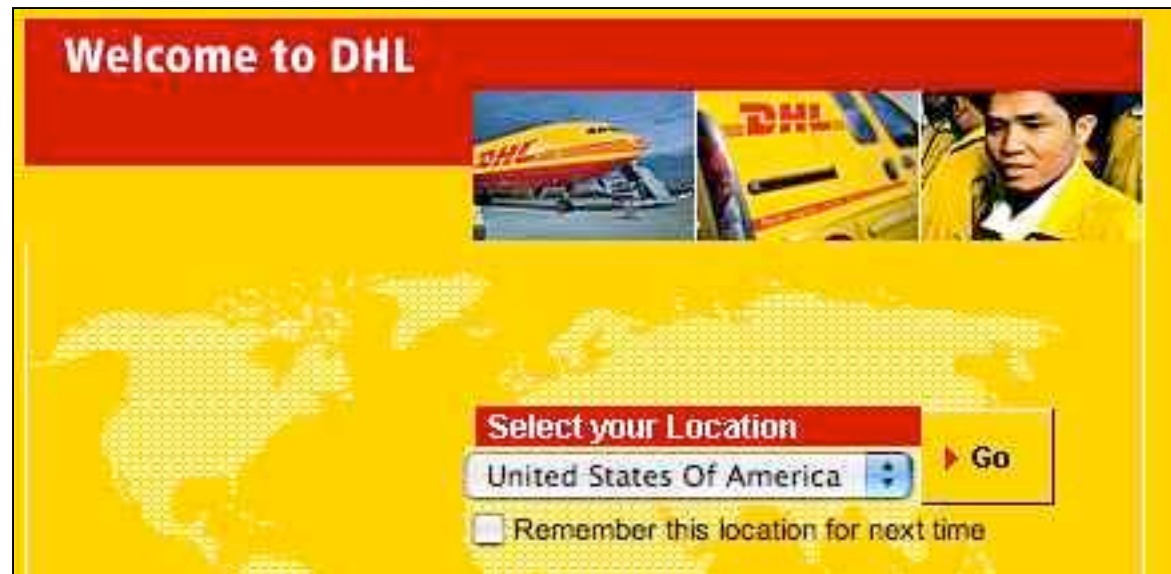 Welcome to DHL
DHL
DHL
Select your Location
United States Of America
Go
Remember this location for next time